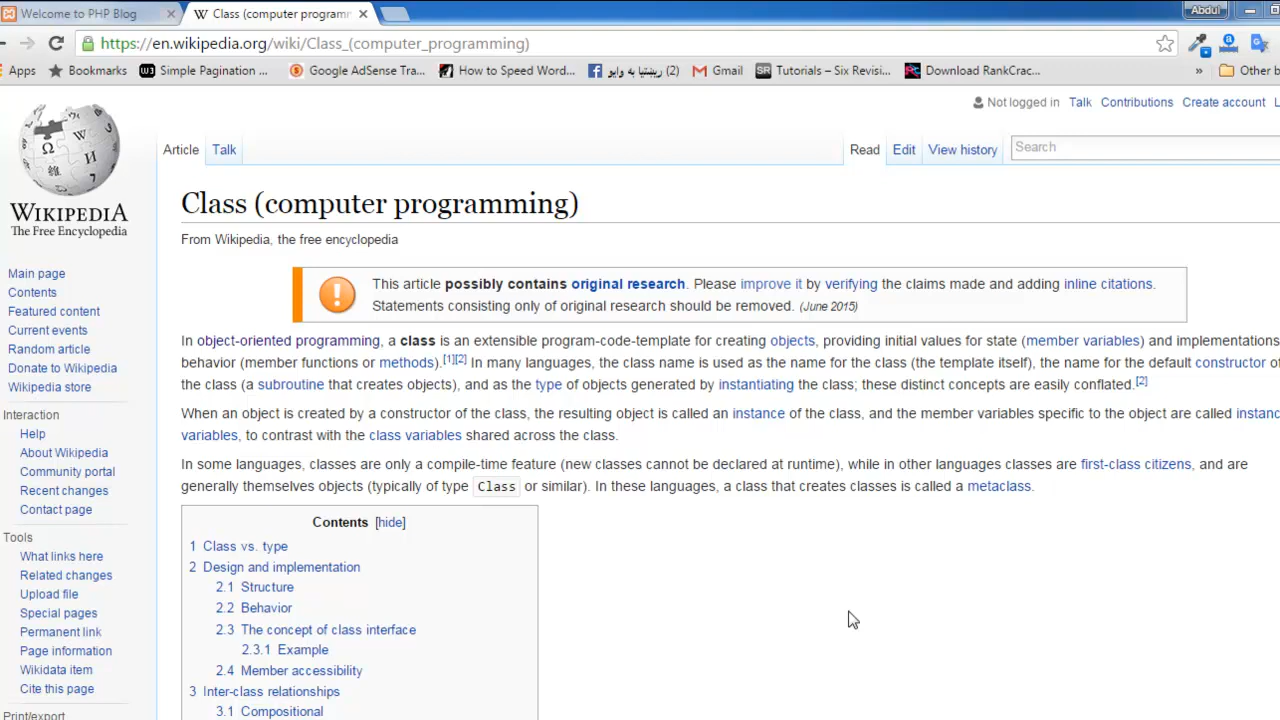 Welcome to PHP Blog
Class (computer programm
Abdul
https://en.wikipedia.org/wiki/Class_(computer_programming)
Apps Bookmarks Simple Pagination ... Google AdSense Tra... How to Speed Word... (2) رېښتيا به وايو Gmail Tutorials – Six Revisi... Download RankCrac... » Other b
Not logged in Talk Contributions Create account L
Article Talk Read Edit View history Search
WIKIPEDIA
The Free Encyclopedia
Class (computer programming)
From Wikipedia, the free encyclopedia
This article possibly contains original research. Please improve it by verifying the claims made and adding inline citations.
Statements consisting only of original research should be removed. (June 2015)
In object-oriented programming, a class is an extensible program-code-template for creating objects, providing initial values for state (member variables) and implementations
behavior (member functions or methods).[1][2] In many languages, the class name is used as the name for the class (the template itself), the name for the default constructor of
the class (a subroutine that creates objects), and as the type of objects generated by instantiating the class; these distinct concepts are easily conflated.[2]
When an object is created by a constructor of the class, the resulting object is called an instance of the class, and the member variables specific to the object are called instanc
variables, to contrast with the class variables shared across the class.
In some languages, classes are only a compile-time feature (new classes cannot be declared at runtime), while in other languages classes are first-class citizens, and are
generally themselves objects (typically of type Class or similar). In these languages, a class that creates classes is called a metaclass.
Contents [hide]
1 Class vs. type
2 Design and implementation
2.1 Structure
2.2 Behavior
2.3 The concept of class interface
2.3.1 Example
2.4 Member accessibility
3 Inter-class relationships
3.1 Compositional
Main page
Contents
Featured content
Current events
Random article
Donate to Wikipedia
Wikipedia store
Interaction
Help
About Wikipedia
Community portal
Recent changes
Contact page
Tools
What links here
Related changes
Upload file
Special pages
Permanent link
Page information
Wikidata item
Cite this page
Print/export